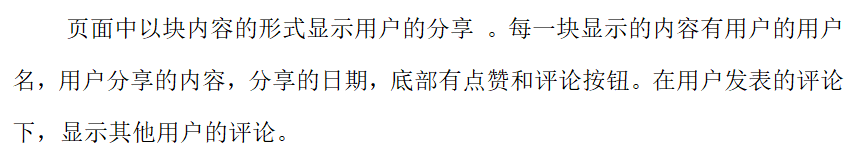 页面中以块内容的形式显示用户的分享 。每一块显示的内容有用户的用户
名，用户分享的内容，分享的日期，底部有点赞和评论按钮。在用户发表的评论
下，显示其他用户的评论。